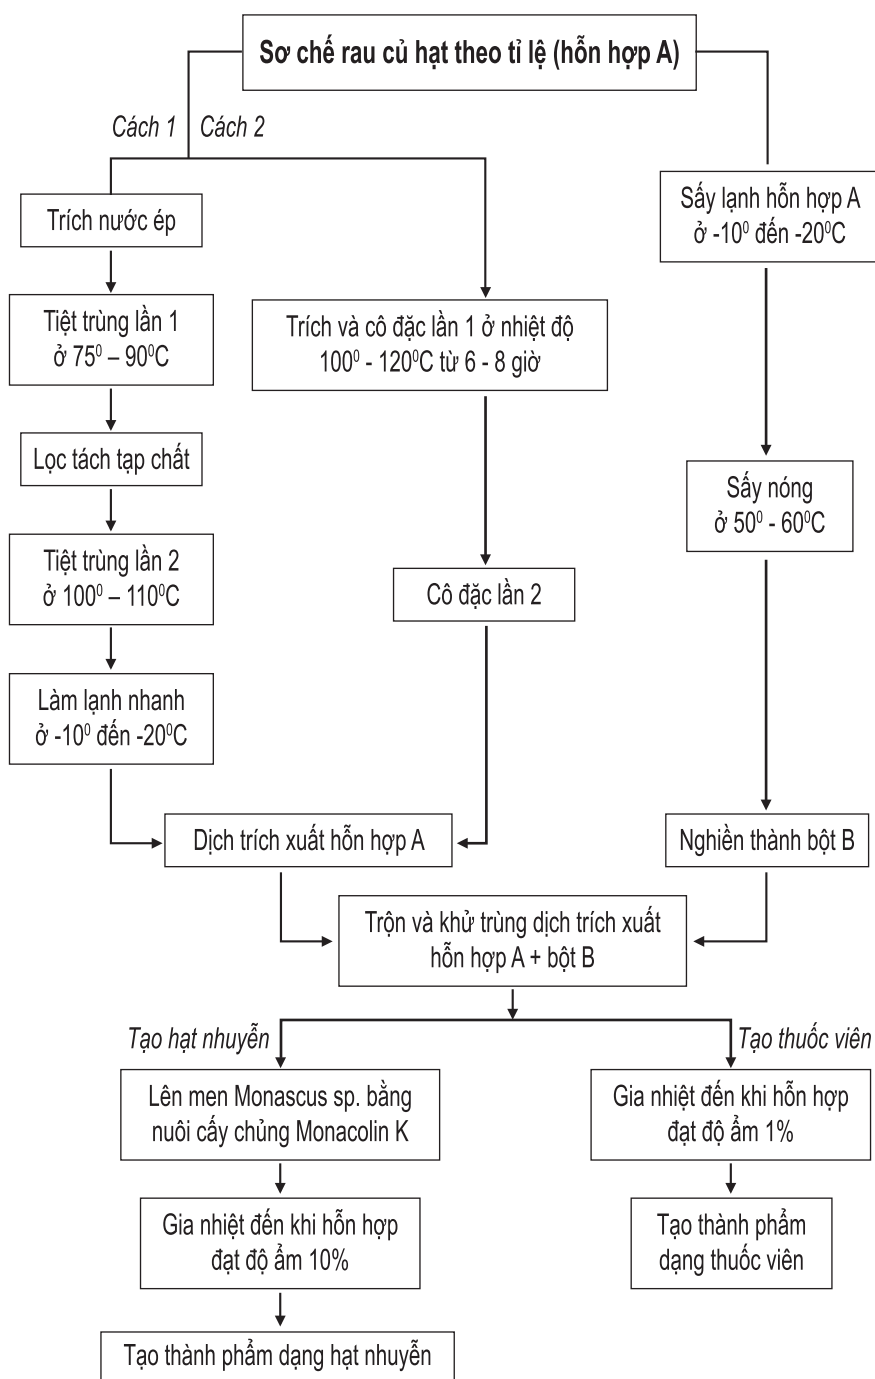 Sơ chế rau củ hạt theo tỉ lệ (hỗn hợp A)
Cách 1
Cách 2
Trích nước ép
Tiệt trùng lần 1
ở 75⁰ – 90⁰C
Lọc tách tạp chất
Tiệt trùng lần 2
ở 100⁰ – 110⁰C
Làm lạnh nhanh
ở -10⁰ đến -20⁰C
Trích và cô đặc lần 1 ở nhiệt độ
100⁰ - 120⁰C từ 6 - 8 giờ
Cô đặc lần 2
Sấy lạnh hỗn hợp A
ở -10⁰ đến -20⁰C
Sấy nóng
ở 50⁰ - 60⁰C
Dịch trích xuất hỗn hợp A
Nghiền thành bột B
Trộn và khử trùng dịch trích xuất
hỗn hợp A + bột B
Tạo hạt nhuyễn
Tạo thuốc viên
Lên men Monascus sp. bằng
nuôi cấy chủng Monacolin K
Gia nhiệt đến khi hỗn hợp
đạt độ ẩm 10%
Tạo thành phẩm dạng hạt nhuyễn
Gia nhiệt đến khi hỗn hợp
đạt độ ẩm 1%
Tạo thành phẩm
dạng thuốc viên